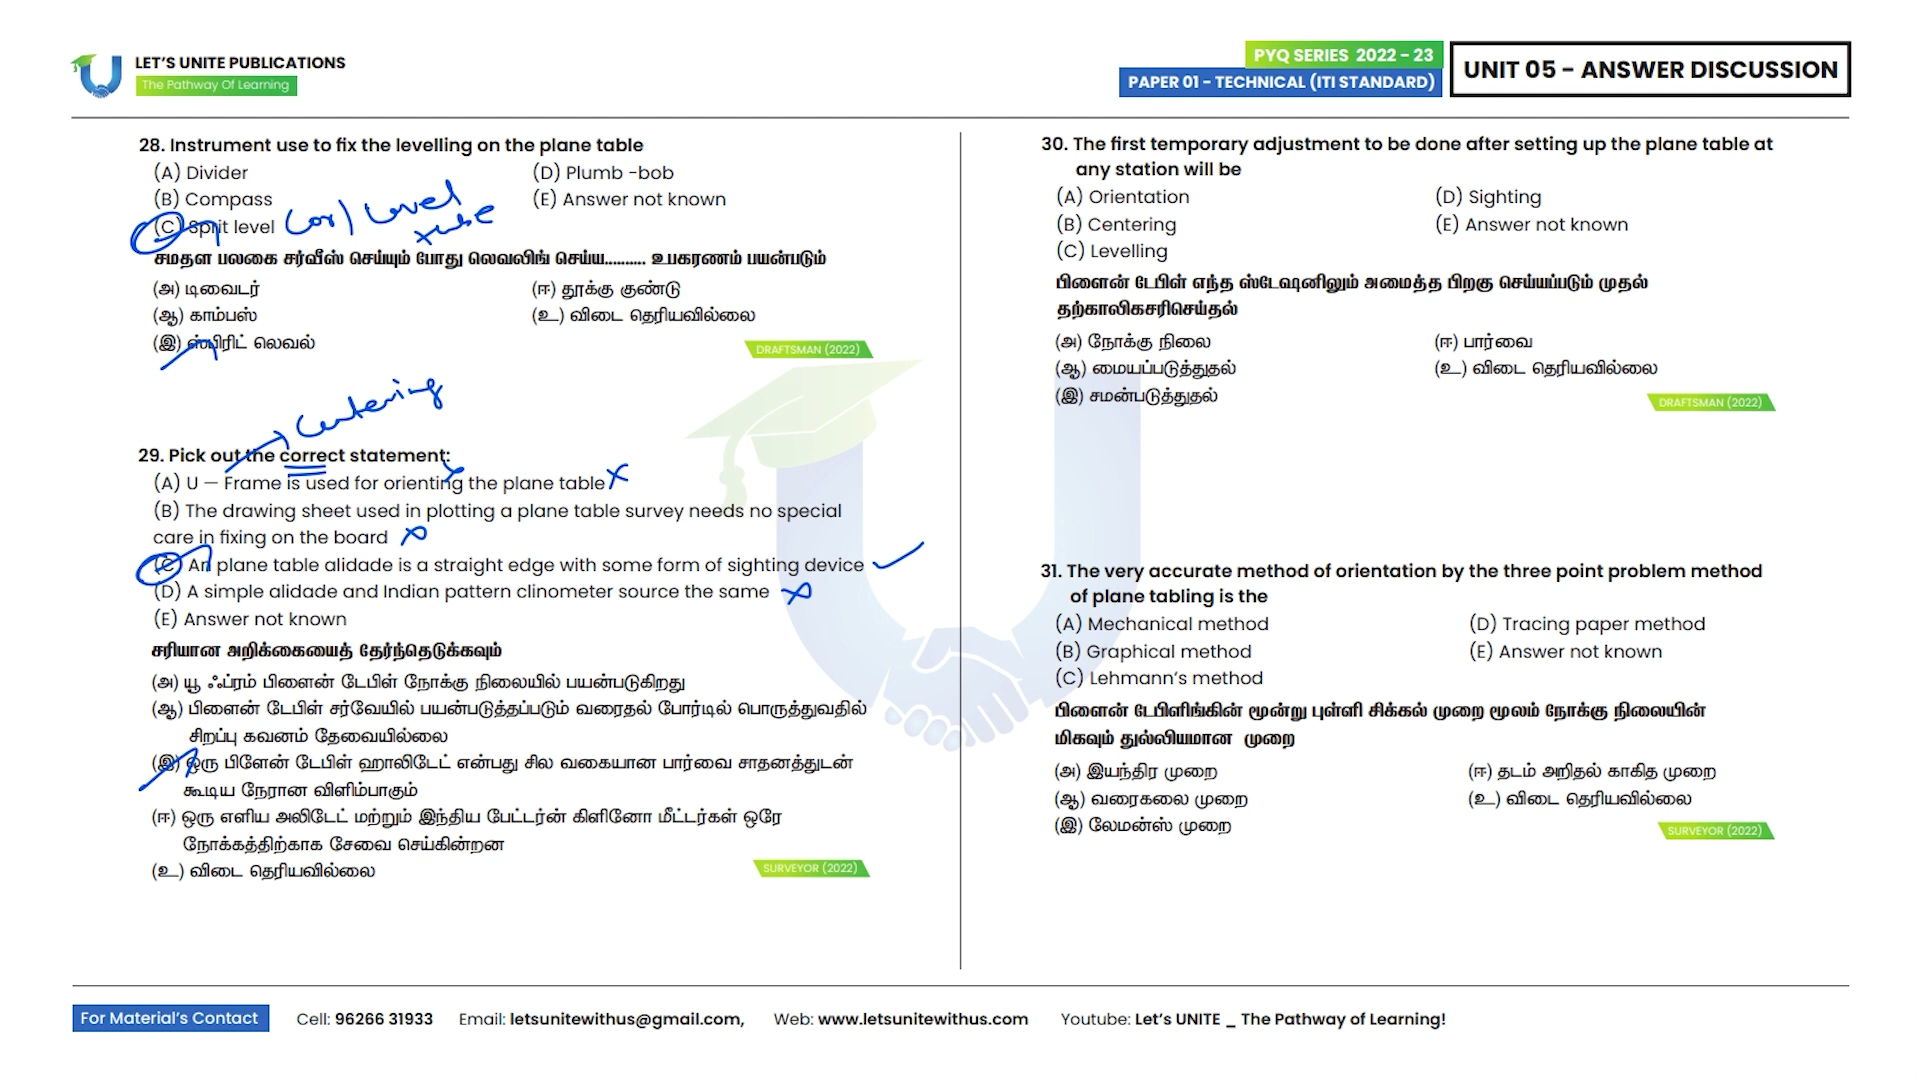 LET'S UNITE PUBLICATIONS
The Pathway Of Learning
PYQ SERIES 2022 - 23
PAPER 01 - TECHNICAL (ITI STANDARD)
UNIT 05 - ANSWER DISCUSSION
28. Instrument use to fix the levelling on the plane table
(A) Divider
(D) Plumb -bob
(B) Compass
(E) Answer not known
(C) Sprit level
(or) Level
tube
சமதள பலகை சர்வீஸ் செய்யும் போது லெவலிங் செய்ய.......... உபகரணம் பயன்படும்
(அ) டிவைடர்
(ஈ) தூக்கு குண்டு
(ஆ) காம்பஸ்
(உ) விடை தெரியவில்லை
(இ) ஸ்பிரிட் லெவல்
DRAFTSMAN (2022)
Centering
29. Pick out the correct statement:
(A) U — Frame is used for orienting the plane table
(B) The drawing sheet used in plotting a plane table survey needs no special
care in fixing on the board
(C) An plane table alidade is a straight edge with some form of sighting device
(D) A simple alidade and Indian pattern clinometer source the same
(E) Answer not known
சரியான அறிக்கையைத் தேர்ந்தெடுக்கவும்
(அ) யூ ஃப்ரம் பிளைன் டேபிள் நோக்கு நிலையில் பயன்படுகிறது
(ஆ) பிளைன் டேபிள் சர்வேயில் பயன்படுத்தப்படும் வரைதல் போர்டில் பொருத்துவதில்
சிறப்பு கவனம் தேவையில்லை
(இ) ஒரு பிளேன் டேபிள் ஹாலிடேட் என்பது சில வகையான பார்வை சாதனத்துடன்
கூடிய நேரான விளிம்பாகும்
(ஈ) ஒரு எளிய அலிடேட் மற்றும் இந்திய பேட்டர்ன் கிளினோ மீட்டர்கள் ஒரே
நோக்கத்திற்காக சேவை செய்கின்றன
(உ) விடை தெரியவில்லை
SURVEYOR (2022)
30. The first temporary adjustment to be done after setting up the plane table at
any station will be
(A) Orientation
(D) Sighting
(B) Centering
(E) Answer not known
(C) Levelling
பிளைன் டேபிள் எந்த ஸ்டேஷனிலும் அமைத்த பிறகு செய்யப்படும் முதல்
தற்காலிகசரிசெய்தல்
(அ) நோக்கு நிலை
(ஈ) பார்வை
(ஆ) மையப்படுத்துதல்
(உ) விடை தெரியவில்லை
(இ) சமன்படுத்துதல்
DRAFTSMAN (2022)
31. The very accurate method of orientation by the three point problem method
of plane tabling is the
(A) Mechanical method
(D) Tracing paper method
(B) Graphical method
(E) Answer not known
(C) Lehmann's method
பிளைன் டேபிளிங்கின் மூன்று புள்ளி சிக்கல் முறை மூலம் நோக்கு நிலையின்
மிகவும் துல்லியமான முறை
(அ) இயந்திர முறை
(ஈ) தடம் அறிதல் காகித முறை
(ஆ) வரைகலை முறை
(உ) விடை தெரியவில்லை
(இ) லேமன்ஸ் முறை
SURVEYOR (2022)
For Material's Contact
Cell: 96266 31933
Email: letsunitewithus@gmail.com,
Web: www.letsunitewithus.com
Youtube: Let's UNITE _ The Pathway of Learning!